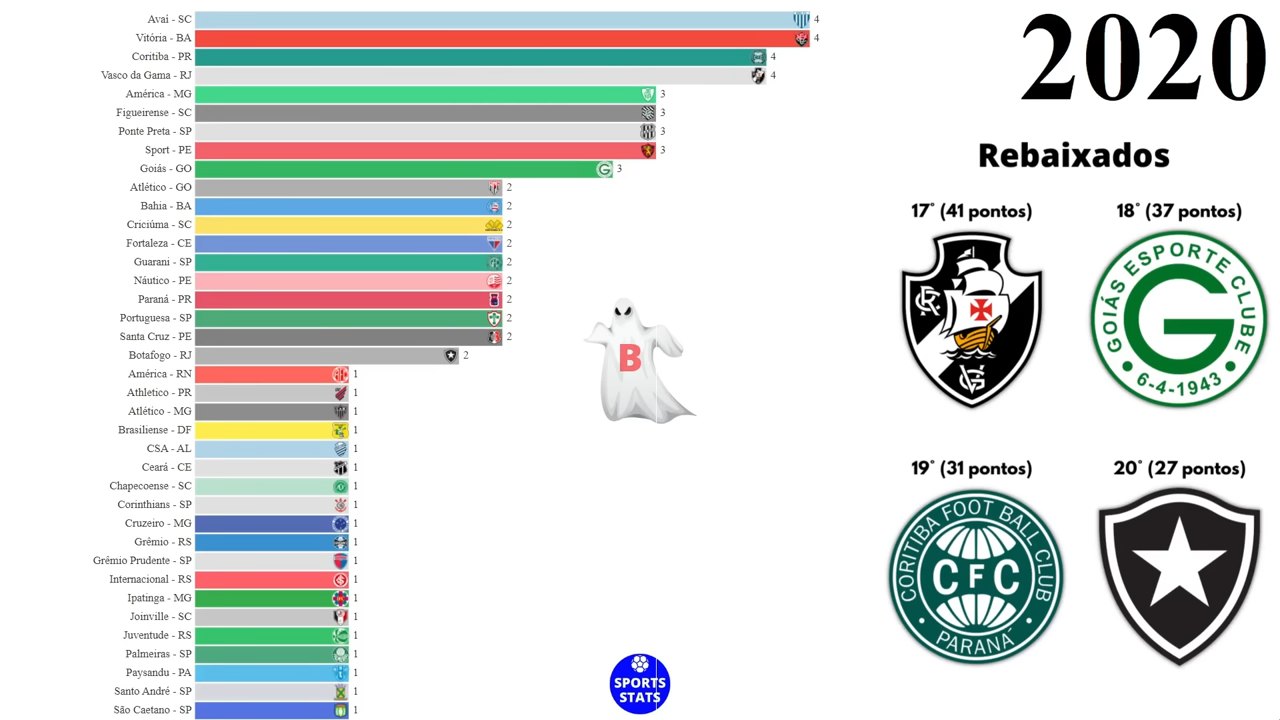 Avaí - SC 4
Vitória - BA 4
Coritiba - PR 4
Vasco da Gama - RJ 4
América - MG 3
Figueirense - SC 3
Ponte Preta - SP 3
Sport - PE 3
Goiás - GO 3
Atlético - GO 2
Bahia - BA 2
Criciúma - SC 2
Fortaleza - CE 2
Guarani - SP 2
Náutico - PE 2
Paraná - PR 2
Portuguesa - SP 2
Santa Cruz - PE 2
Botafogo - RJ 2
América - RN 1
Athletico - PR 1
Atlético - MG 1
Brasiliense - DF 1
CSA - AL 1
Ceará - CE 1
Chapecoense - SC 1
Corinthians - SP 1
Cruzeiro - MG 1
Grêmio - RS 1
Grêmio Prudente - SP 1
Internacional - RS 1
Ipatinga - MG 1
Joinville - SC 1
Juventude - RS 1
Palmeiras - SP 1
Paysandu - PA 1
Santo André - SP 1
São Caetano - SP 1
B
SPORTS
STATS
2020
Rebaixados
17° (41 pontos)
18° (37 pontos)
GOIÁS ESPORTE CLUBE
G
6-4-1943
19° (31 pontos)
20° (27 pontos)
CORITIBA FOOT BALL CLUB
CFC
PARANÁ